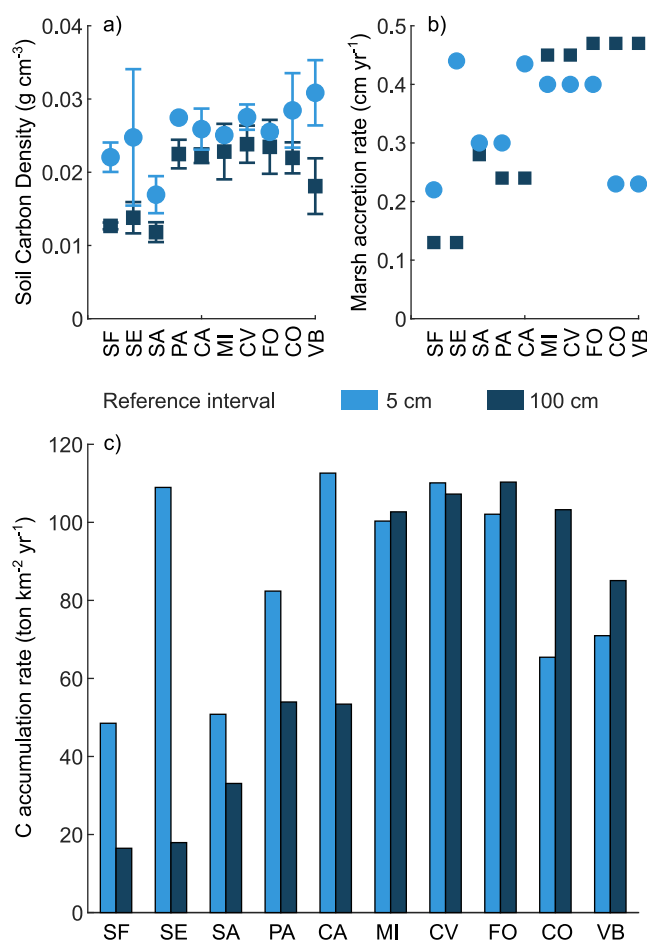 a)
Soil Carbon Density (g cm⁻³)
0.04
0.03
0.02
0.01
0
SF SE SA PA CA MI CV FO CO VB
b)
Marsh accretion rate (cm yr⁻¹)
0.5
0.4
0.3
0.2
0.1
0
SF SE SA PA CA MI CV FO CO VB
Reference interval 5 cm 100 cm
c)
C accumulation rate (ton km⁻² yr⁻¹)
120
100
80
60
40
20
0
SF SE SA PA CA MI CV FO CO VB